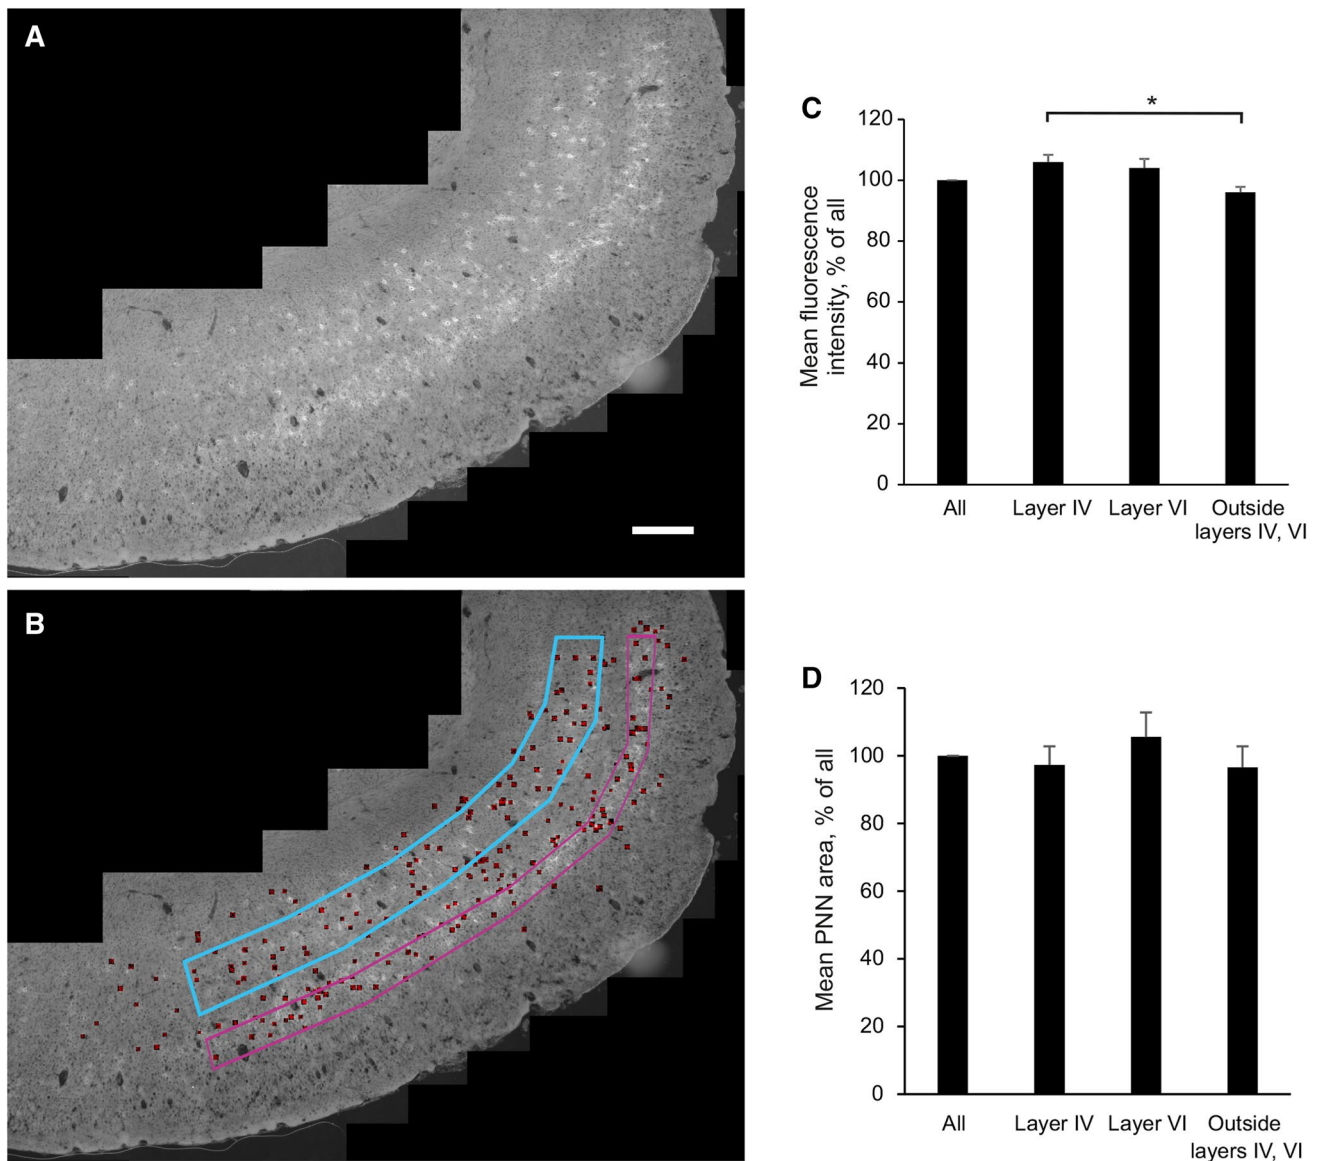 A
B
C
*
Mean fluorescence
intensity, % of all
120
100
80
60
40
20
0
All
Layer IV
Layer VI
Outside
layers IV, VI
D
Mean PNN area, % of all
120
100
80
60
40
20
0
All
Layer IV
Layer VI
Outside
layers IV, VI